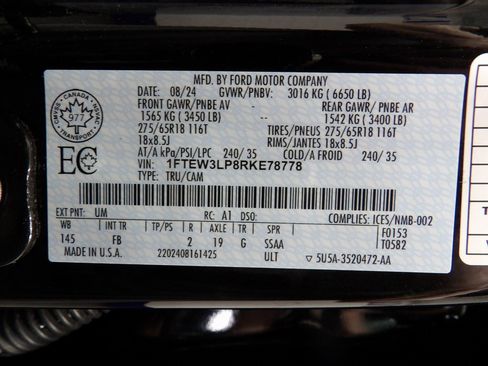 MFD. BY FORD MOTOR COMPANY
DATE: 08/24 GVWR/PNBV: 3016 KG ( 6650 LB)
FRONT GAWR/PNBE AV REAR GAWR/PNBE AR
1565 KG ( 3450 LB) 1542 KG ( 3400 LB)
275/65R18 116T TIRES/PNEUS 275/65R18 116T
18x8.5J RIMS/JANTES 18x8.5J
AT/A kPa/PSI/LPC 240/ 35 COLD/A FROID 240/ 35
VIN: 1FTEW3LP8RKE78778
TYPE: TRU/CAM
CANADA
977
TRANSPORT
EC
EXT PNT: UM RC: A1 DSO: COMPLIES: ICES/NMB-002
WB INT TR TP/PS R AXLE TR SPR F0153
145 FB 2 19 G SSAA T0582
MADE IN U.S.A. 2202408161425 ULT ▽ 5U5A-3520472-AA